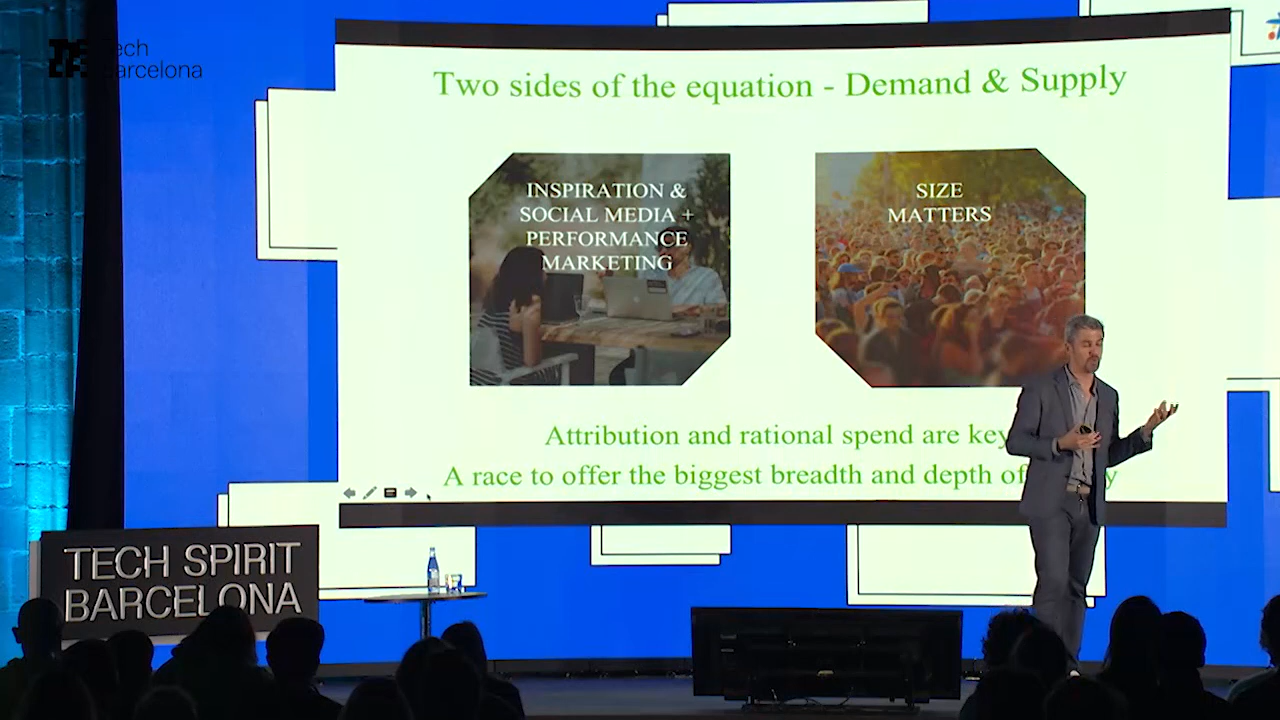 Tech
Barcelona
Two sides of the equation - Demand & Supply
INSPIRATION &
SOCIAL MEDIA +
PERFORMANCE
MARKETING
SIZE
MATTERS
Attribution and rational spend are key
A race to offer the biggest breadth and depth of
TECH SPIRIT
BARCELONA